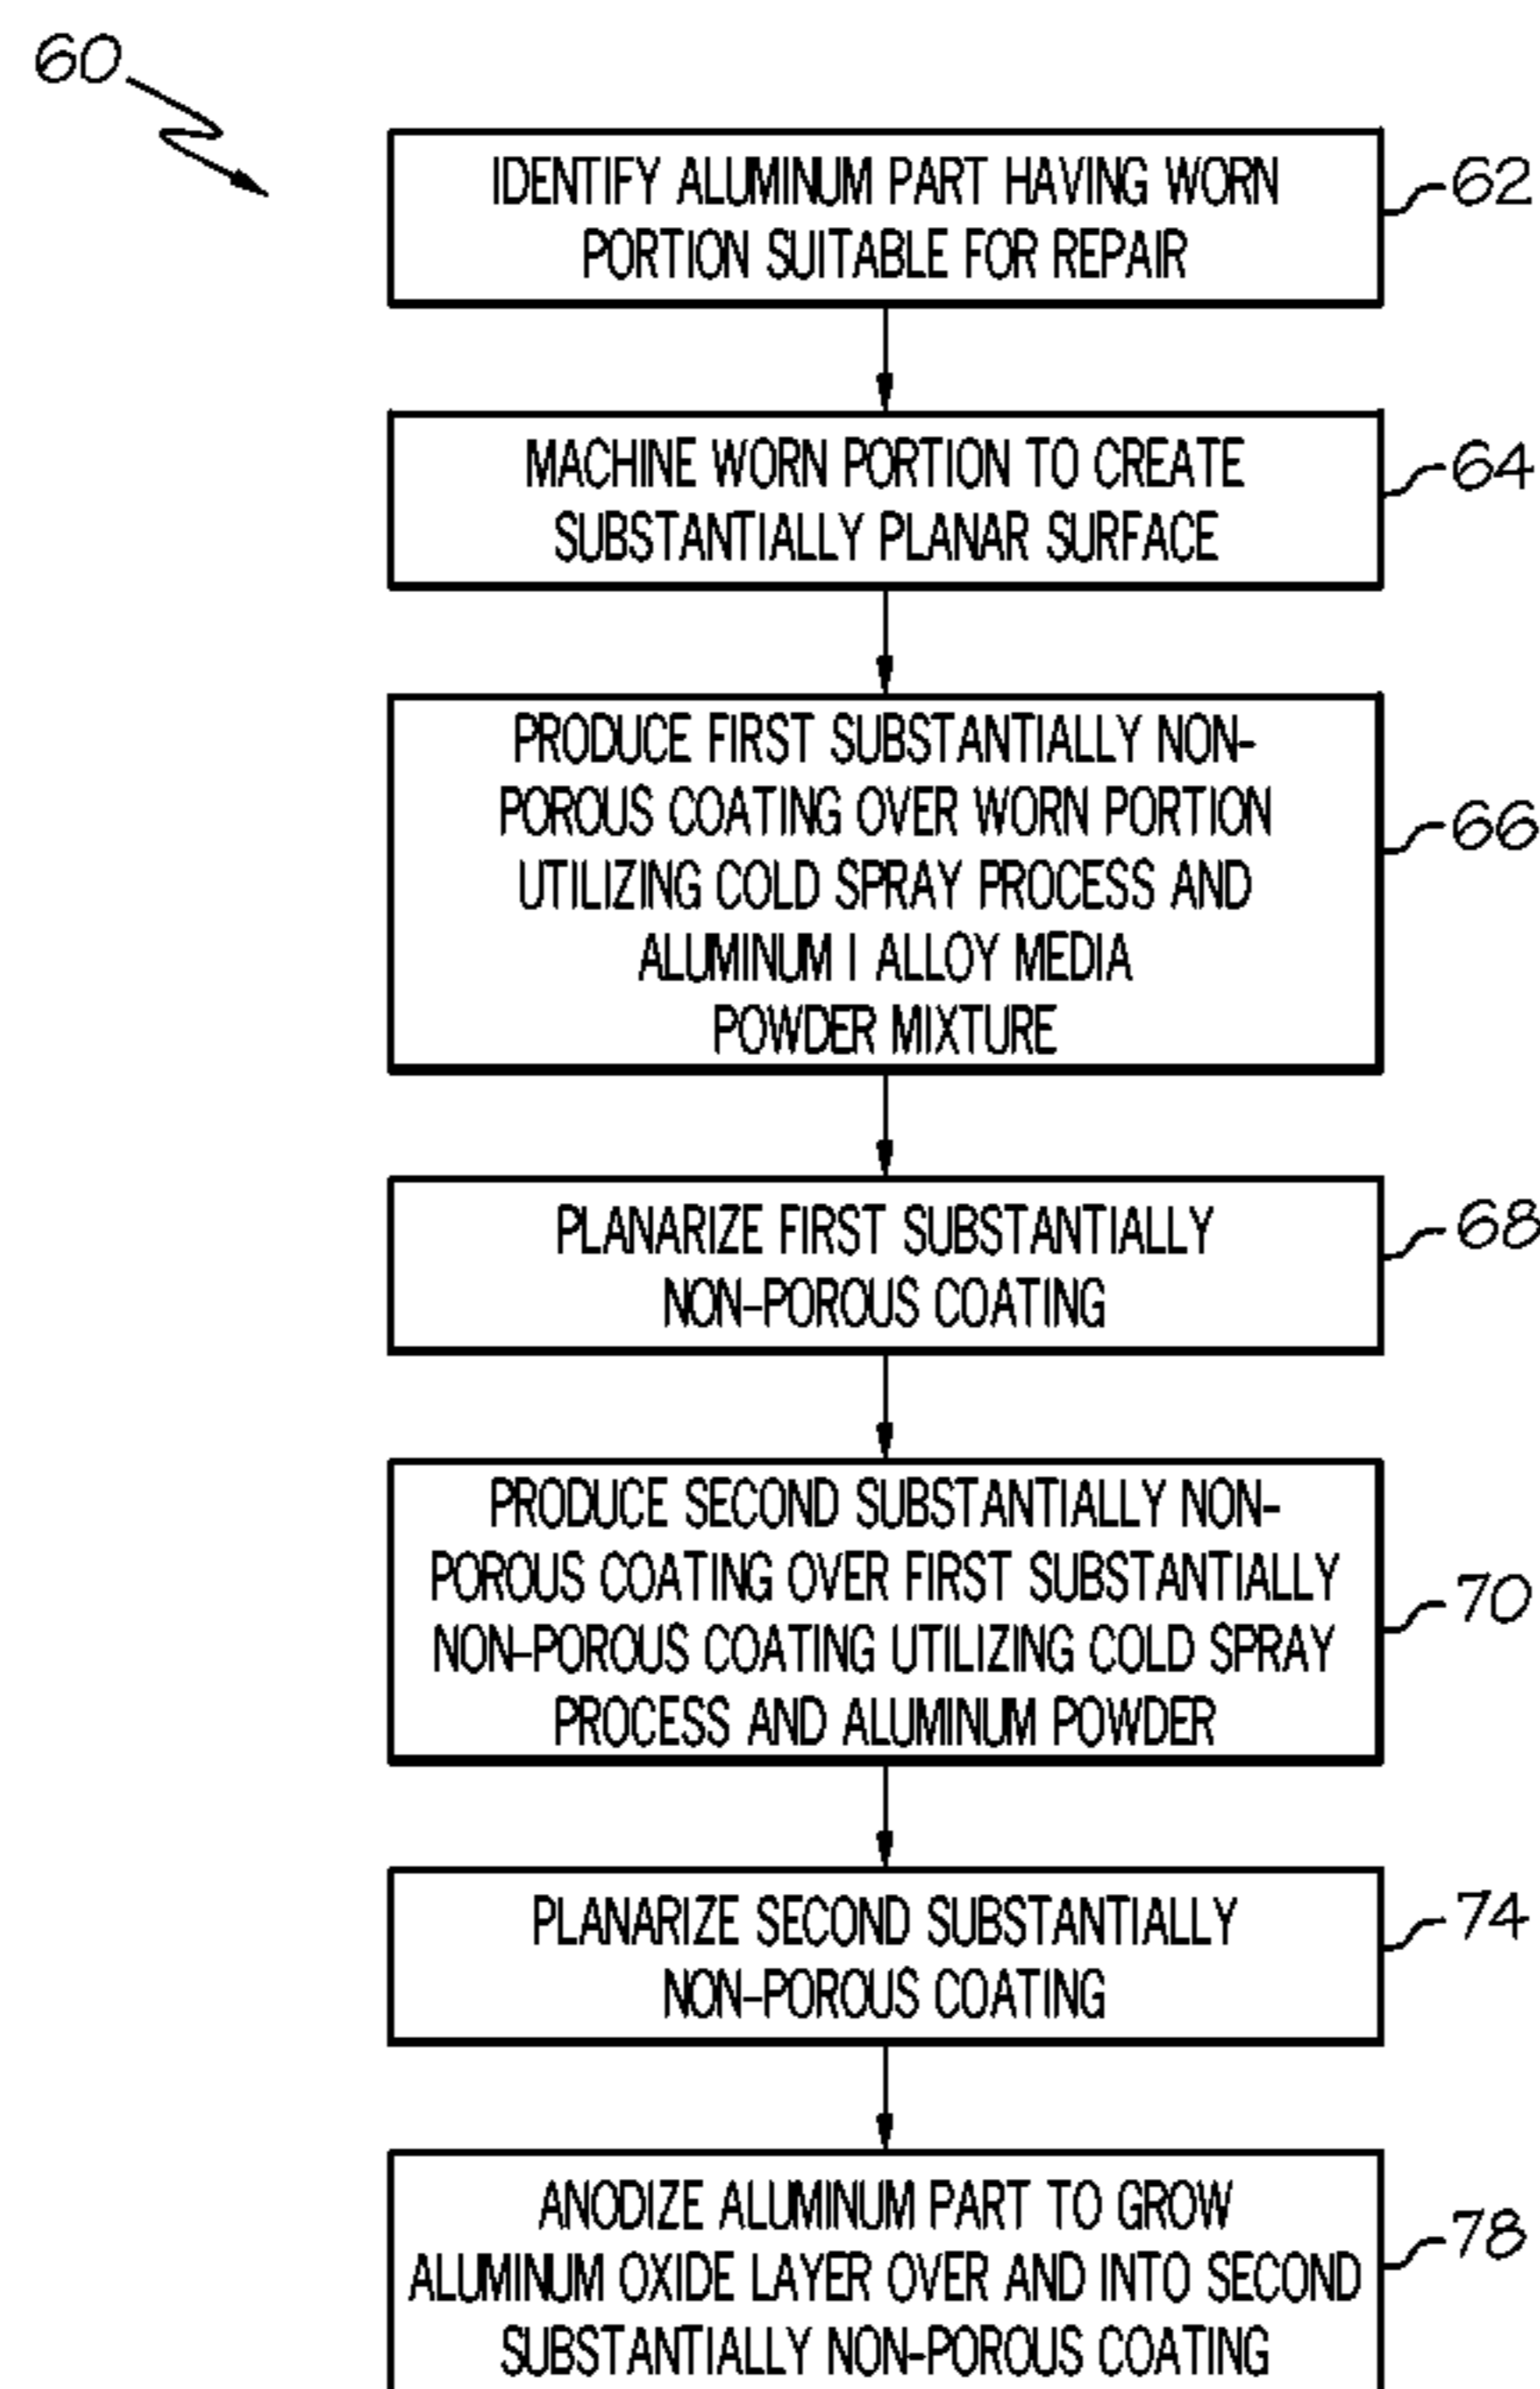 60
IDENTIFY ALUMINUM PART HAVING WORN
PORTION SUITABLE FOR REPAIR
62
MACHINE WORN PORTION TO CREATE
SUBSTANTIALLY PLANAR SURFACE
64
PRODUCE FIRST SUBSTANTIALLY NON-
POROUS COATING OVER WORN PORTION
UTILIZING COLD SPRAY PROCESS AND
ALUMINUM I ALLOY MEDIA
POWDER MIXTURE
66
PLANARIZE FIRST SUBSTANTIALLY
NON-POROUS COATING
68
PRODUCE SECOND SUBSTANTIALLY NON-
POROUS COATING OVER FIRST SUBSTANTIALLY
NON-POROUS COATING UTILIZING COLD SPRAY
PROCESS AND ALUMINUM POWDER
70
PLANARIZE SECOND SUBSTANTIALLY
NON-POROUS COATING
74
ANODIZE ALUMINUM PART TO GROW
ALUMINUM OXIDE LAYER OVER AND INTO SECOND
SUBSTANTIALLY NON-POROUS COATING
78